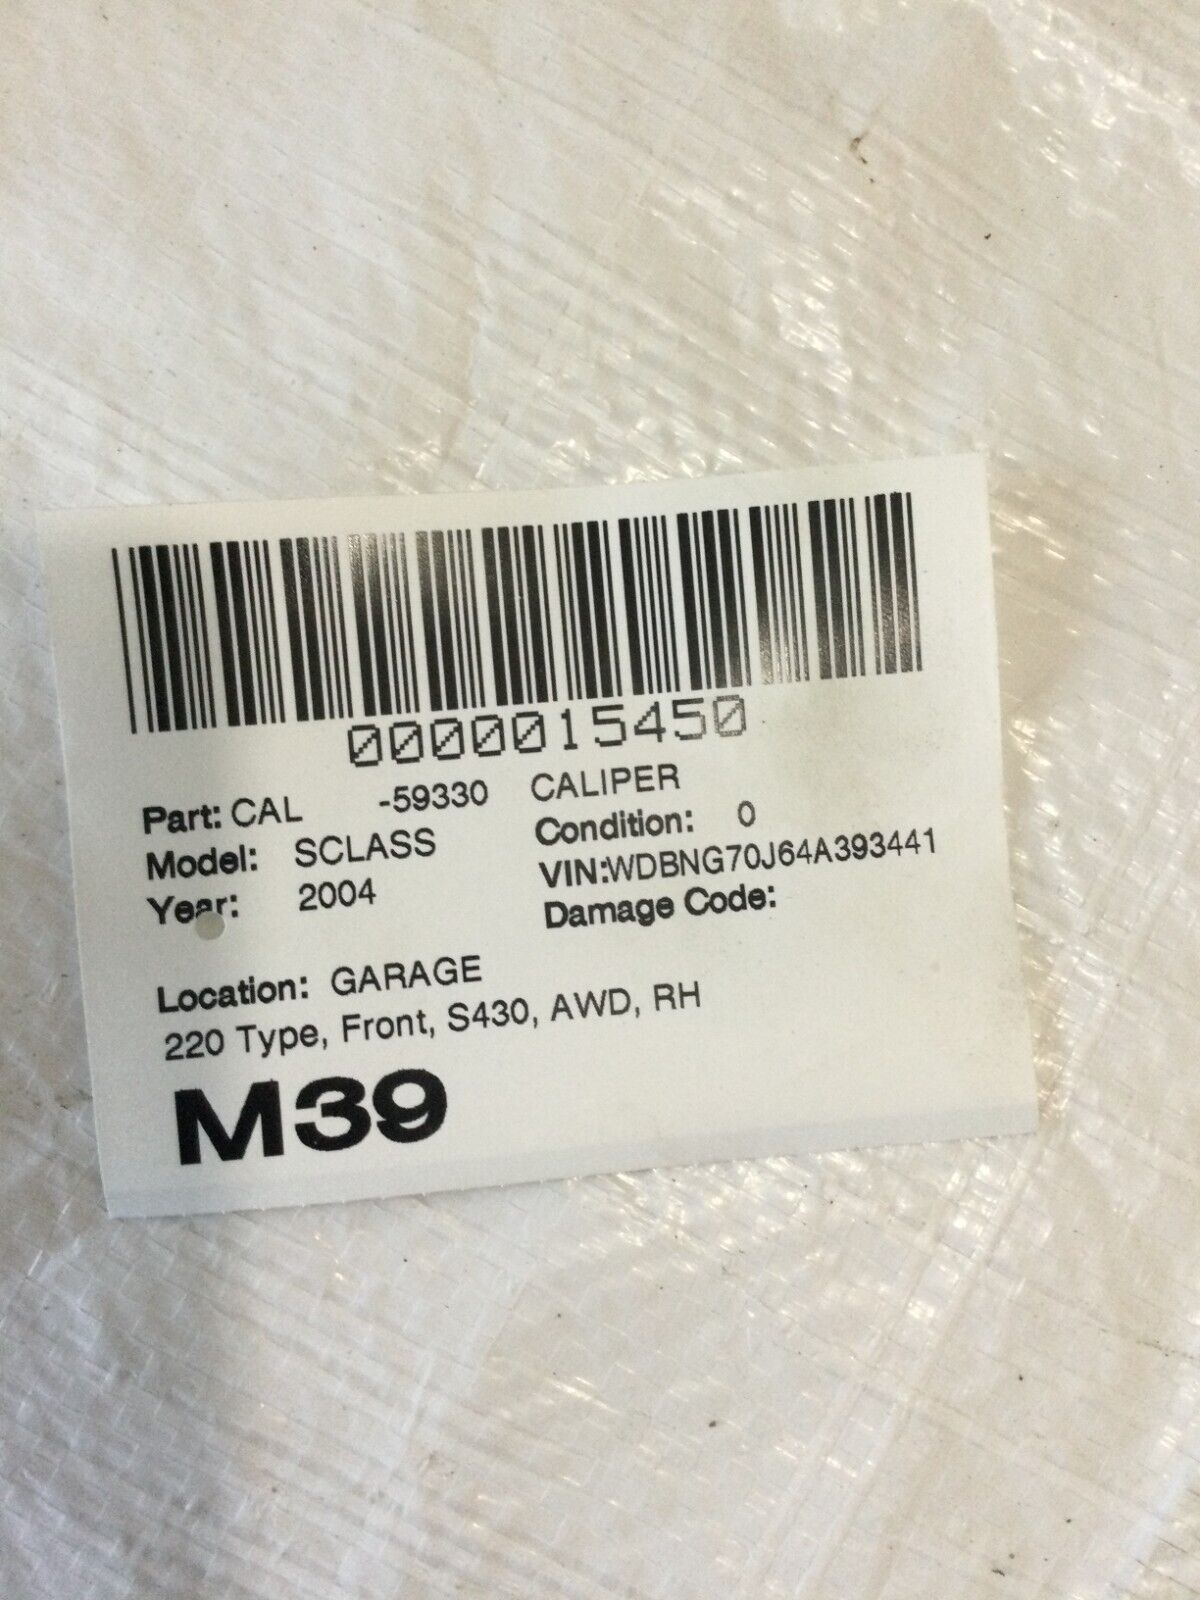 0000015450
Part: CAL -59330 CALIPER
Model: SCLASS Condition: 0
Year: 2004 VIN:WDBNG70J64A393441
Damage Code:
Location: GARAGE
220 Type, Front, S430, AWD, RH
M39